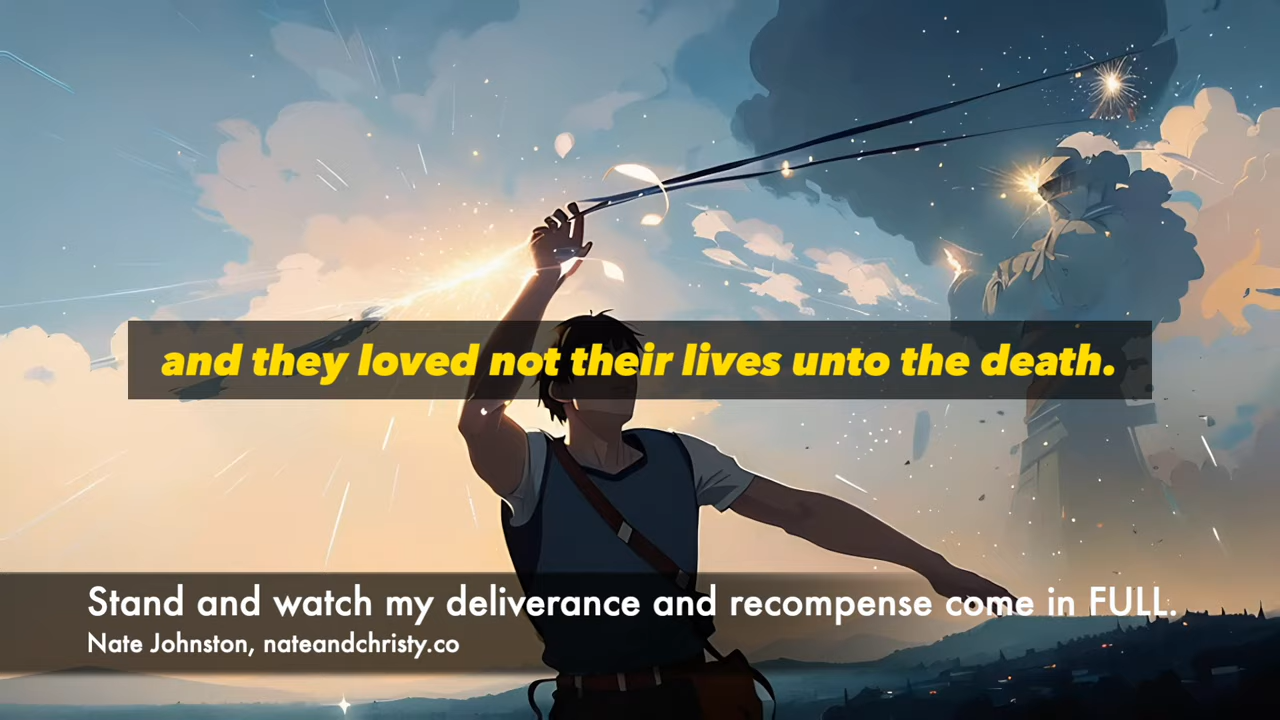 and they loved not their lives unto the death.
Stand and watch my deliverance and recompense come in FULL.
Nate Johnston, nateandchristy.co